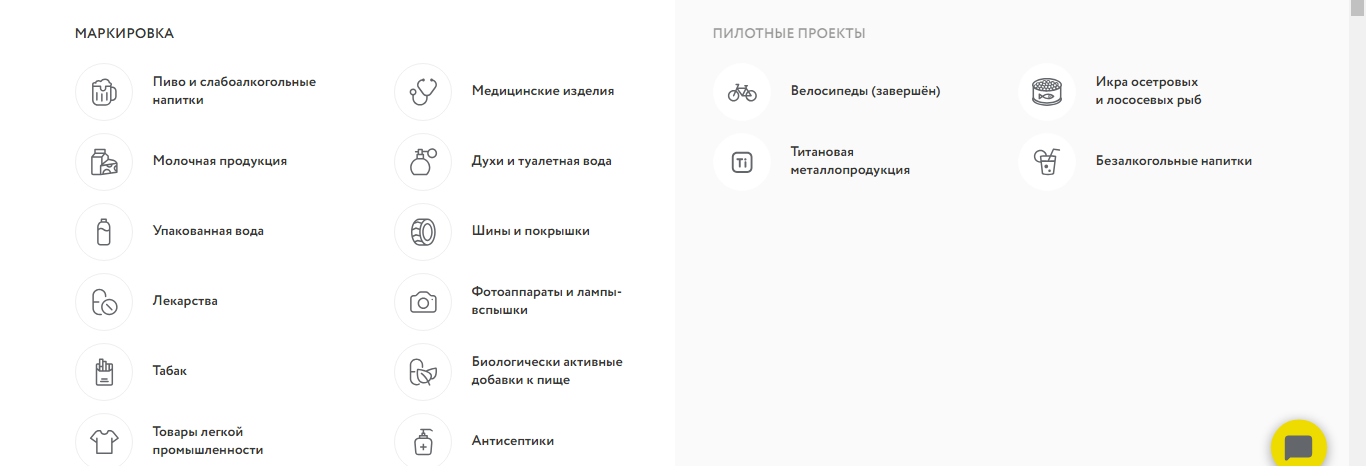 МАРКИРОВКА
Пиво и слабоалкогольные
напитки
Молочная продукция
Упакованная вода
Лекарства
Табак
Товары легкой
промышленности
Медицинские изделия
Духи и туалетная вода
Шины и покрышки
Фотоаппараты и лампы-
вспышки
Биологически активные
добавки к пище
Антисептики
ПИЛОТНЫЕ ПРОЕКТЫ
Велосипеды (завершён)
Ti
Титановая
металлопродукция
Икра осетровых
и лососевых рыб
Безалкогольные напитки